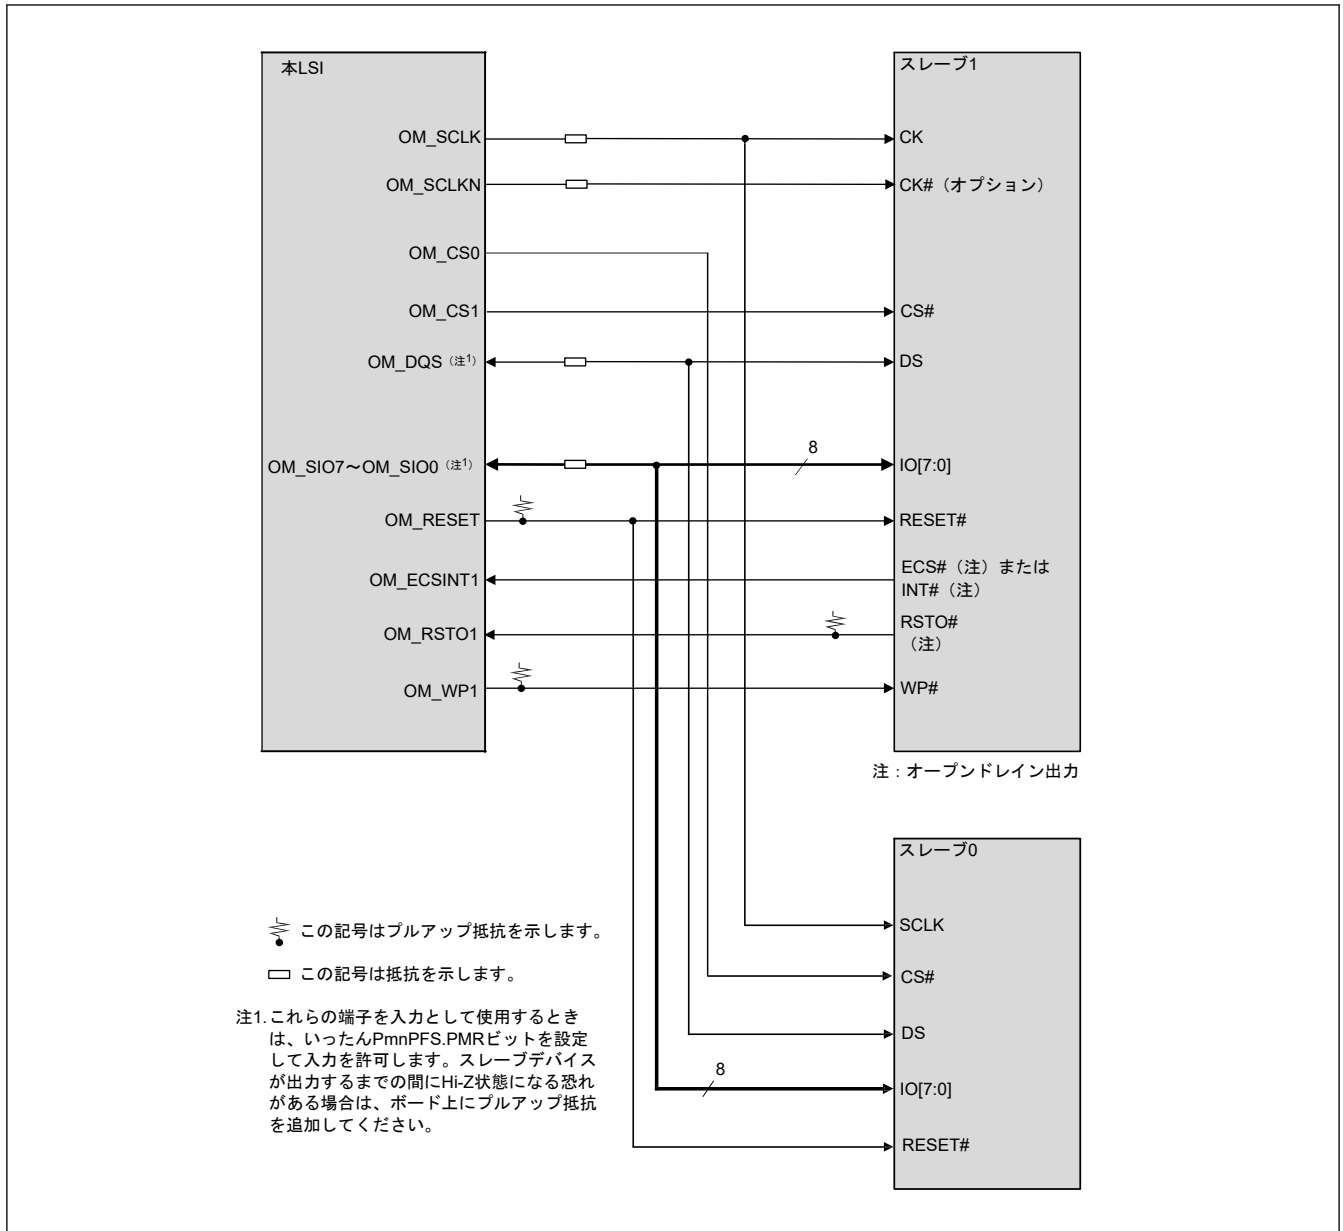 本LSI
OM_SCLK
OM_SCLKN
OM_CS0
OM_CS1
OM_DQS（注1）
OM_SIO7～OM_SIO0（注1）
OM_RESET
OM_ECSINT1
OM_RSTO1
OM_WP1
8
スレーブ1
CK
CK#（オプション）
CS#
DS
IO[7:0]
RESET#
ECS#（注）または
INT#（注）
RSTO#
（注）
WP#
注：オープンドレイン出力
スレーブ0
SCLK
CS#
DS
8
IO[7:0]
RESET#
この記号はプルアップ抵抗を示します。
この記号は抵抗を示します。
注1.これらの端子を入力として使用するとき
は、いったんPmnPFS.PMRビットを設定
して入力を許可します。スレーブデバイス
が出力するまでの間にHi-Z状態になる恐れ
がある場合は、ボード上にプルアップ抵抗
を追加してください。